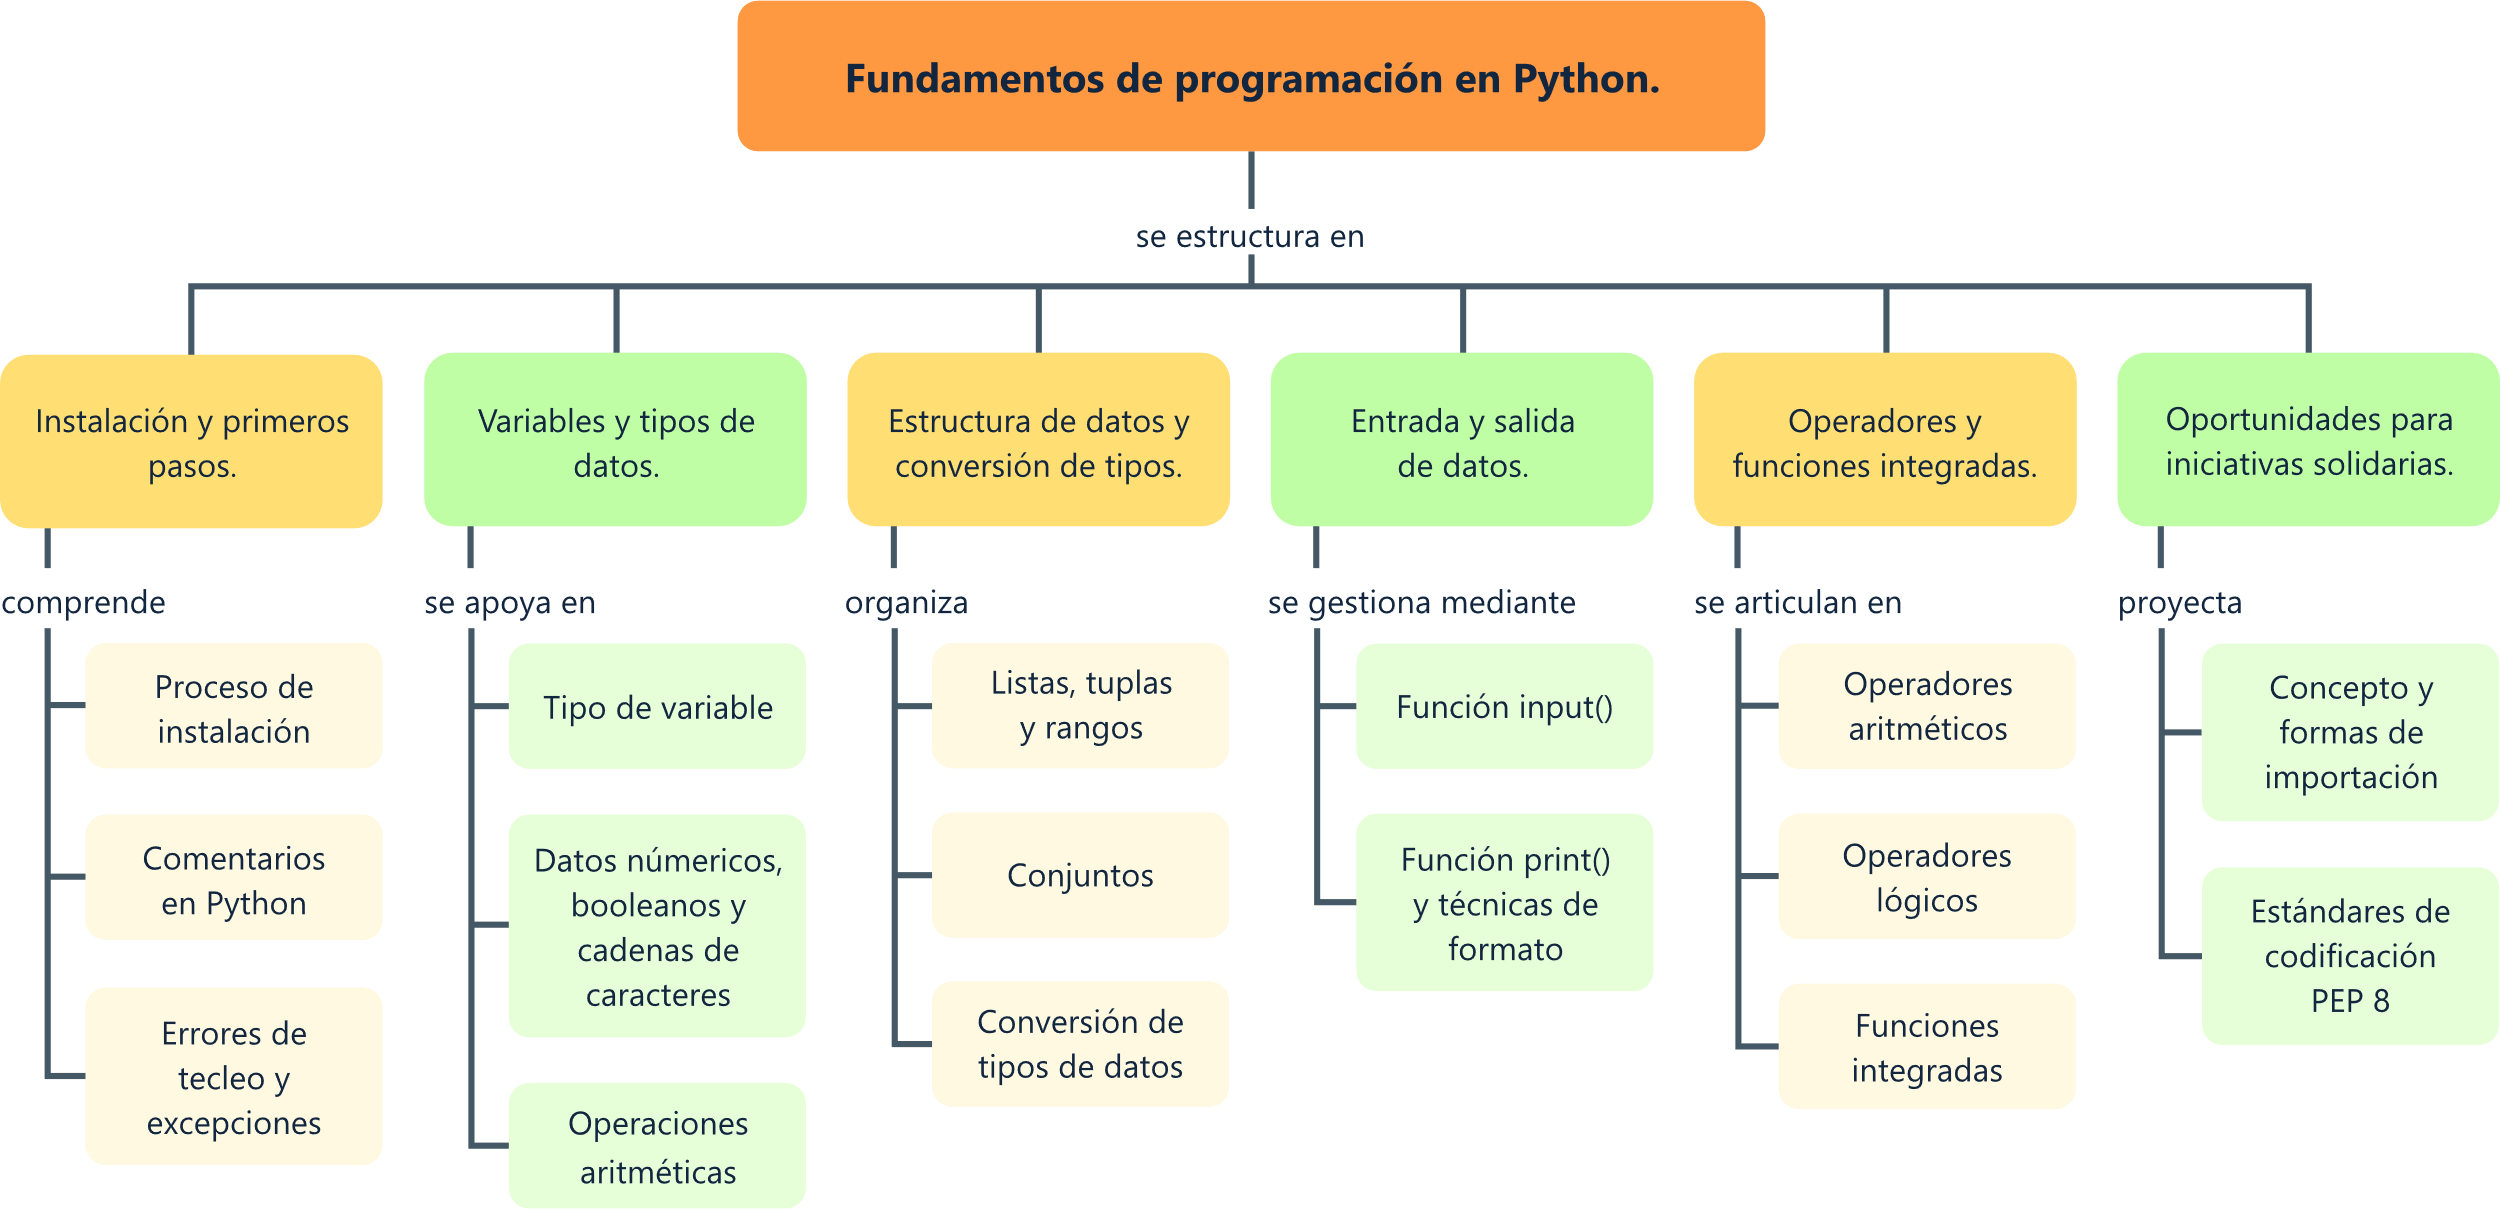 Fundamentos de programación en Python.
se estructura en
Instalación y primeros
pasos.
comprende
Proceso de
instalación
Comentarios
en Python
Errores de
tecleo y
excepciones
Variables y tipos de
datos.
se apoya en
Tipo de variable
Datos númericos,
booleanos y
cadenas de
caracteres
Operaciones
aritméticas
Estructura de datos y
conversión de tipos.
organiza
Listas, tuplas
y rangos
Conjuntos
Conversión de
tipos de datos
Entrada y salida
de datos.
se gestiona mediante
Función input()
Función print()
y técnicas de
formato
Operadores y
funciones integradas.
se articulan en
Operadores
aritméticos
Operadores
lógicos
Funciones
integradas
Oportunidades para
iniciativas solidarias.
proyecta
Concepto y
formas de
importación
Estándares de
codificación
PEP 8